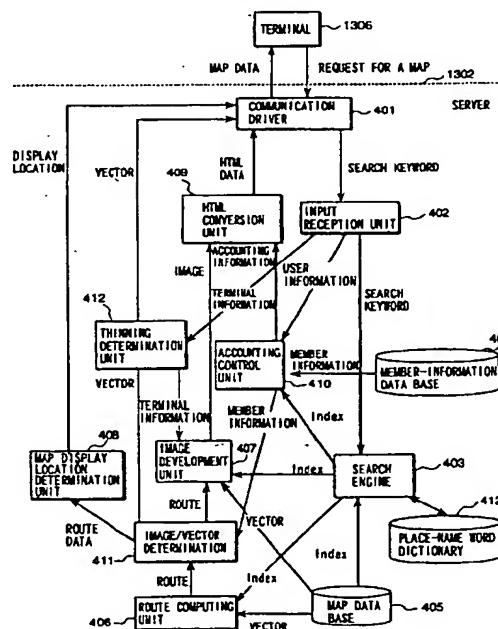 TERMINAL
1306
MAP DATA
REQUEST FOR A MAP
1302
COMMUNICATION
DRIVER
401
SERVER
DISPLAY
LOCATION
VECTOR
HTML
DATA
SEARCH KEYWORD
409
HTML
CONVERSION
UNIT
INPUT
RECEPTION UNIT
402
ACCOUNTING
INFORMATION
IMAGE
TERMINAL
INFORMATION
USER
INFORMATION
SEARCH
KEYWORD
412
THINNING
DETERMINATION
UNIT
ACCOUNTING
CONTROL
UNIT
410
MEMBER
INFORMATION
MEMBER-INFORMATION
DATA BASE
VECTOR
TERMINAL
INFORMATION
MEMBER
INFORMATION
Index
408
MAP DISPLAY
LOCATION
DETERMINATION
UNIT
IMAGE
DEVELOPMENT
UNIT
407
Index
SEARCH
ENGINE
403
413
ROUTE
DATA
ROUTE
VECTOR
PLACE-NAME WORD
DICTIONARY
IMAGE/VECTOR
DETERMINATION
411
Index
Index
ROUTE
ROUTE COMPUTING
UNIT
406
VECTOR
MAP DATA
BASE
405